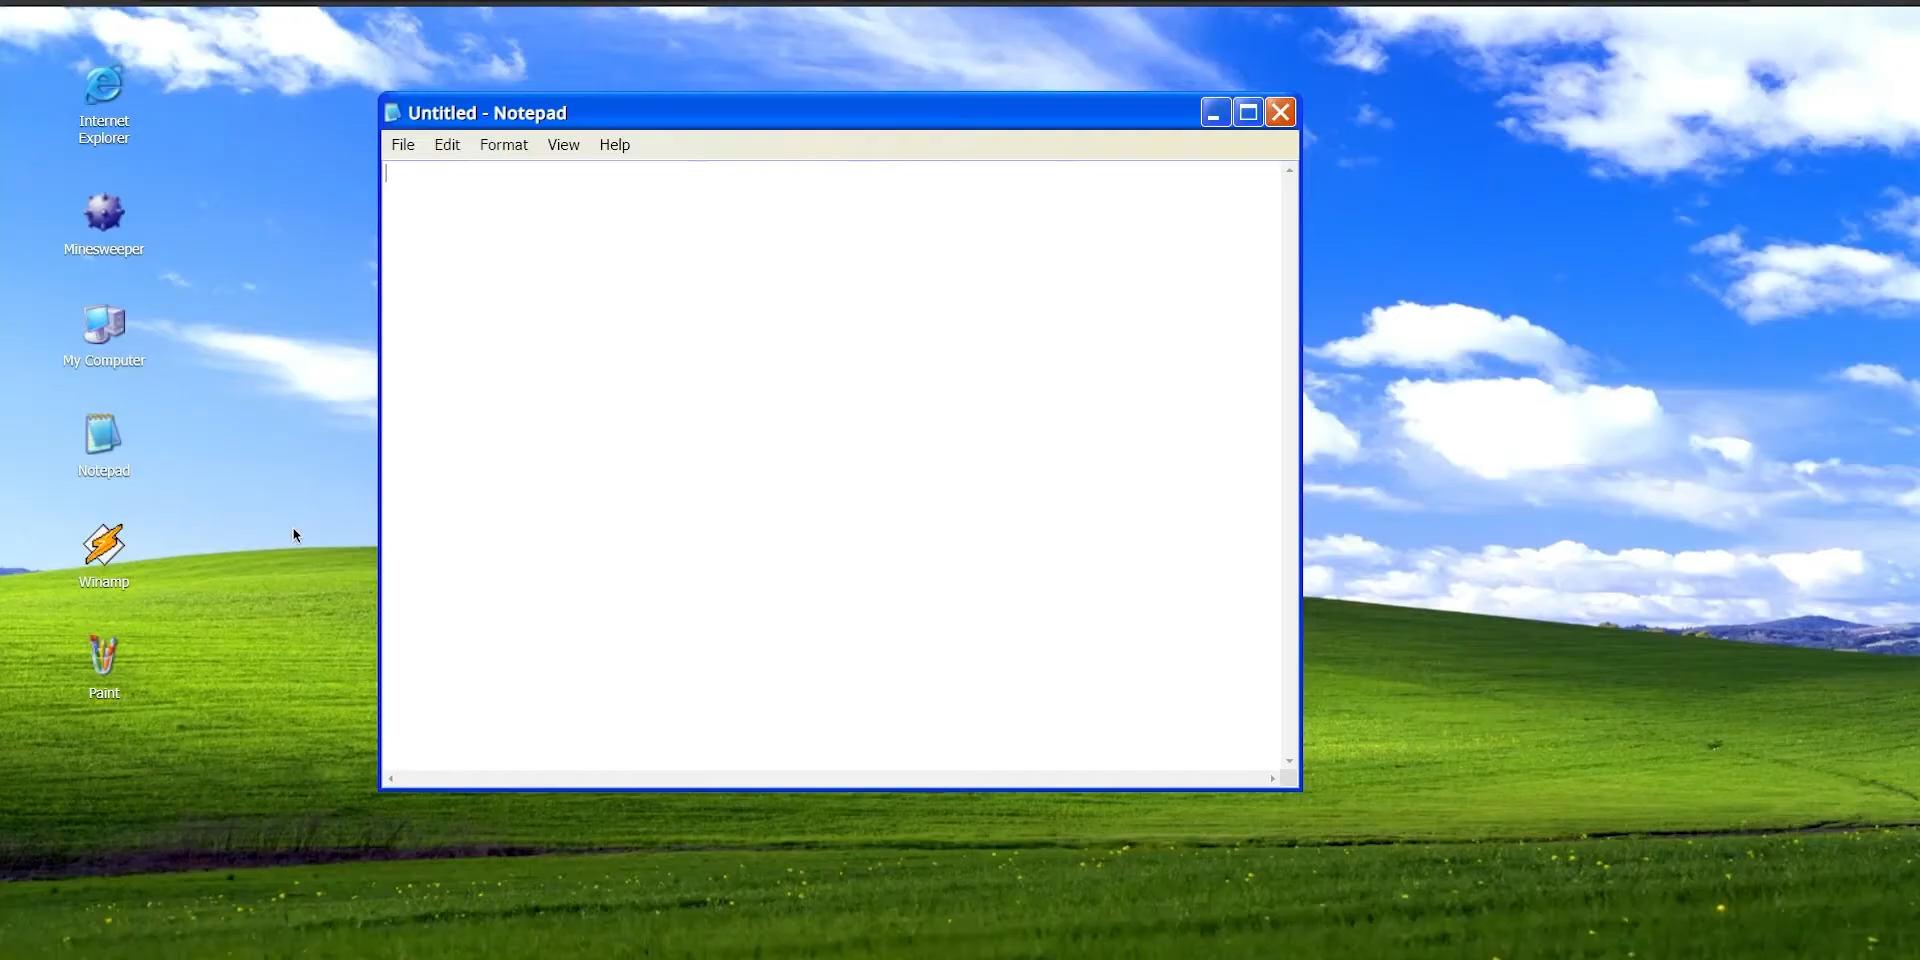 Internet
Explorer
Minesweeper
My Computer
Notepad
Winamp
Paint
Untitled - Notepad
File Edit Format View Help